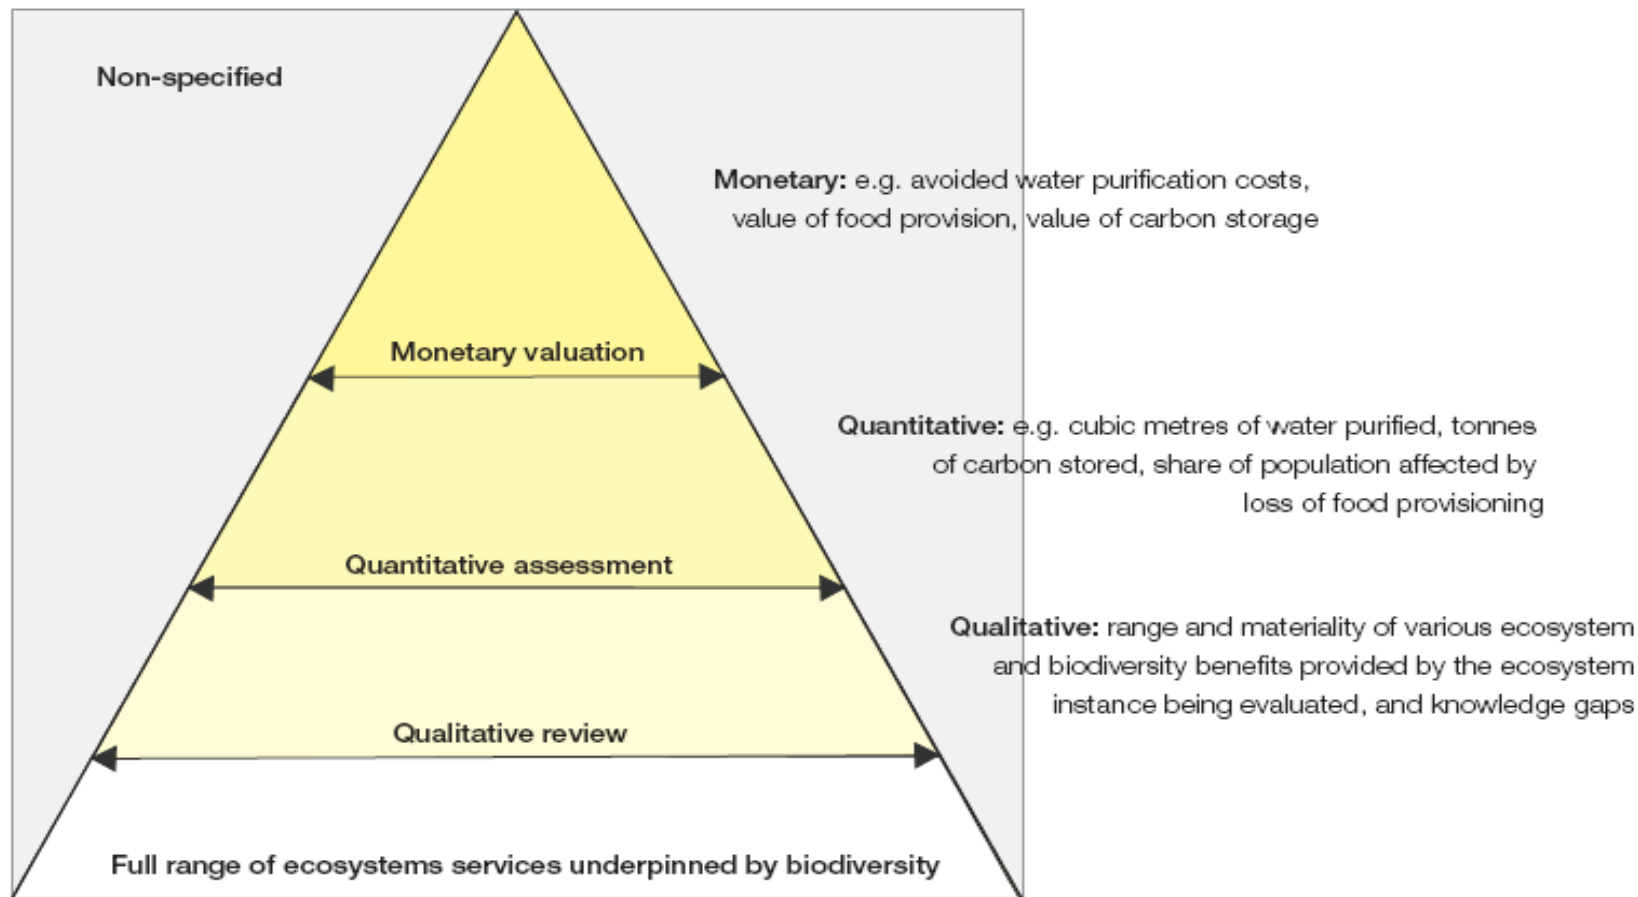 Non-specified
Monetary: e.g. avoided water purification costs,
value of food provision, value of carbon storage
Monetary valuation
Quantitative: e.g. cubic metres of water purified, tonnes
of carbon stored, share of population affected by
loss of food provisioning
Quantitative assessment
Qualitative: range and materiality of various ecosystem
and biodiversity benefits provided by the ecosystem
instance being evaluated, and knowledge gaps
Qualitative review
Full range of ecosystems services underpinned by biodiversity